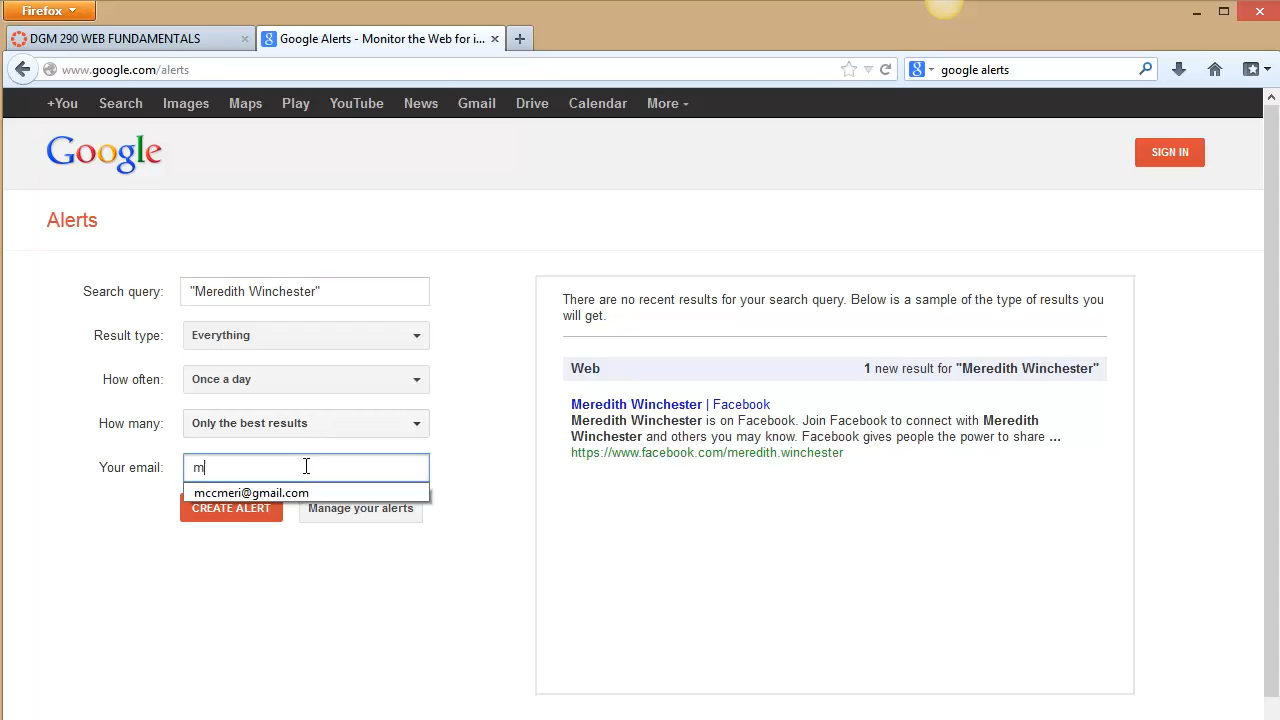 Firefox
DGM 290 WEB FUNDAMENTALS
Google Alerts - Monitor the Web for i...
www.google.com/alerts
google alerts
+You Search Images Maps Play YouTube News Gmail Drive Calendar More
Google
SIGN IN
Alerts
Search query: "Meredith Winchester"
Result type: Everything
How often: Once a day
How many: Only the best results
Your email: m
mccmeri@gmail.com
CREATE ALERT Manage your alerts
There are no recent results for your search query. Below is a sample of the type of results you
will get.
Web 1 new result for "Meredith Winchester"
Meredith Winchester | Facebook
Meredith Winchester is on Facebook. Join Facebook to connect with Meredith
Winchester and others you may know. Facebook gives people the power to share ...
https://www.facebook.com/meredith.winchester